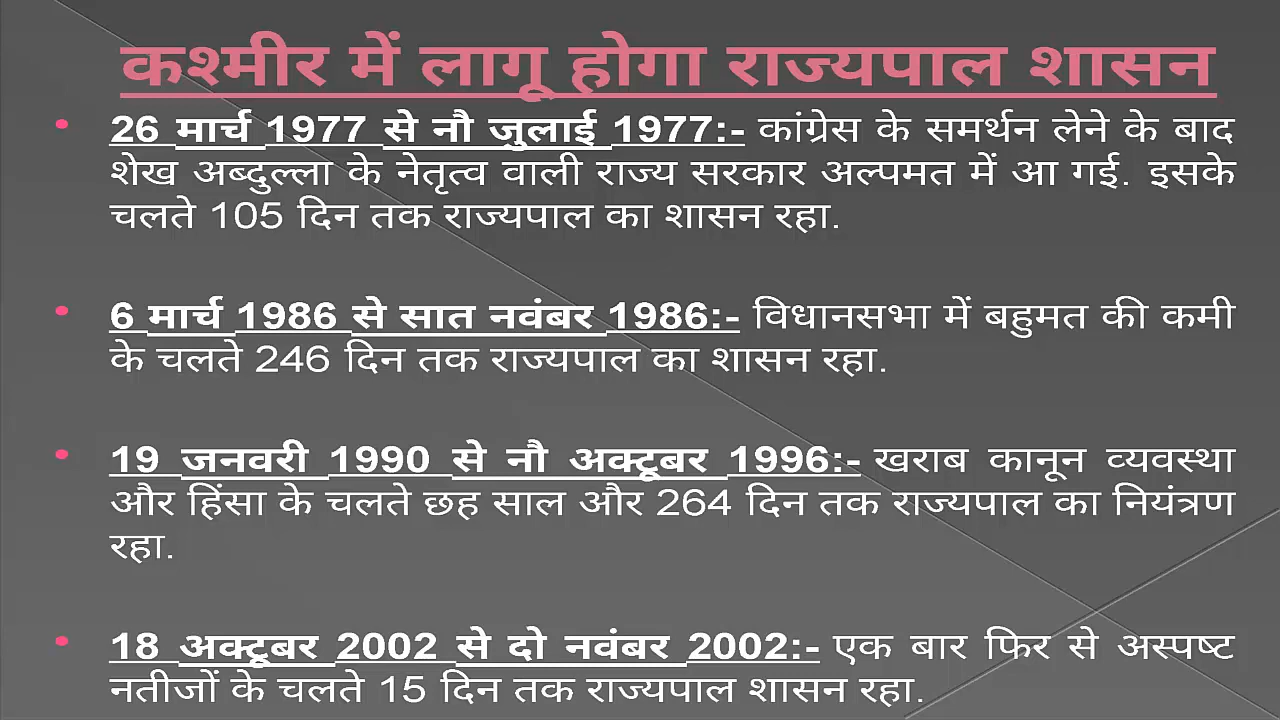 कश्मीर में लागू होगा राज्यपाल शासन
• 26 मार्च 1977 से नौ जुलाई 1977:- कांग्रेस के समर्थन लेने के बाद
शेख अब्दुल्ला के नेतृत्व वाली राज्य सरकार अल्पमत में आ गई. इसके
चलते 105 दिन तक राज्यपाल का शासन रहा.
• 6 मार्च 1986 से सात नवंबर 1986:- विधानसभा में बहुमत की कमी
के चलते 246 दिन तक राज्यपाल का शासन रहा.
• 19 जनवरी 1990 से नौ अक्टूबर 1996:- खराब कानून व्यवस्था
और हिंसा के चलते छह साल और 264 दिन तक राज्यपाल का नियंत्रण
रहा.
• 18 अक्टूबर 2002 से दो नवंबर 2002:- एक बार फिर से अस्पष्ट
नतीजों के चलते 15 दिन तक राज्यपाल शासन रहा.